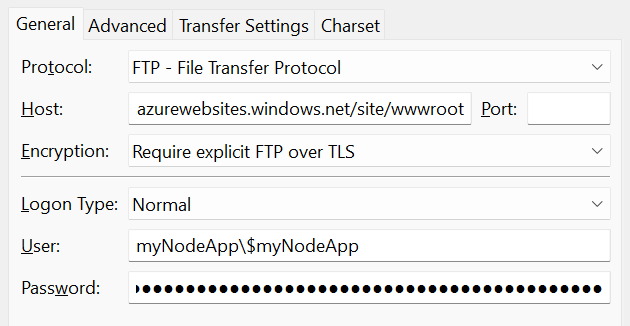 General Advanced Transfer Settings Charset
Protocol: FTP - File Transfer Protocol
Host: azurewebsites.windows.net/site/wwwroot Port:
Encryption: Require explicit FTP over TLS
Logon Type: Normal
User: myNodeApp\$myNodeApp
Password: ●●●●●●●●●●●●●●●●●●●●●●●●●●●●●●●●●●●●●●●●●●